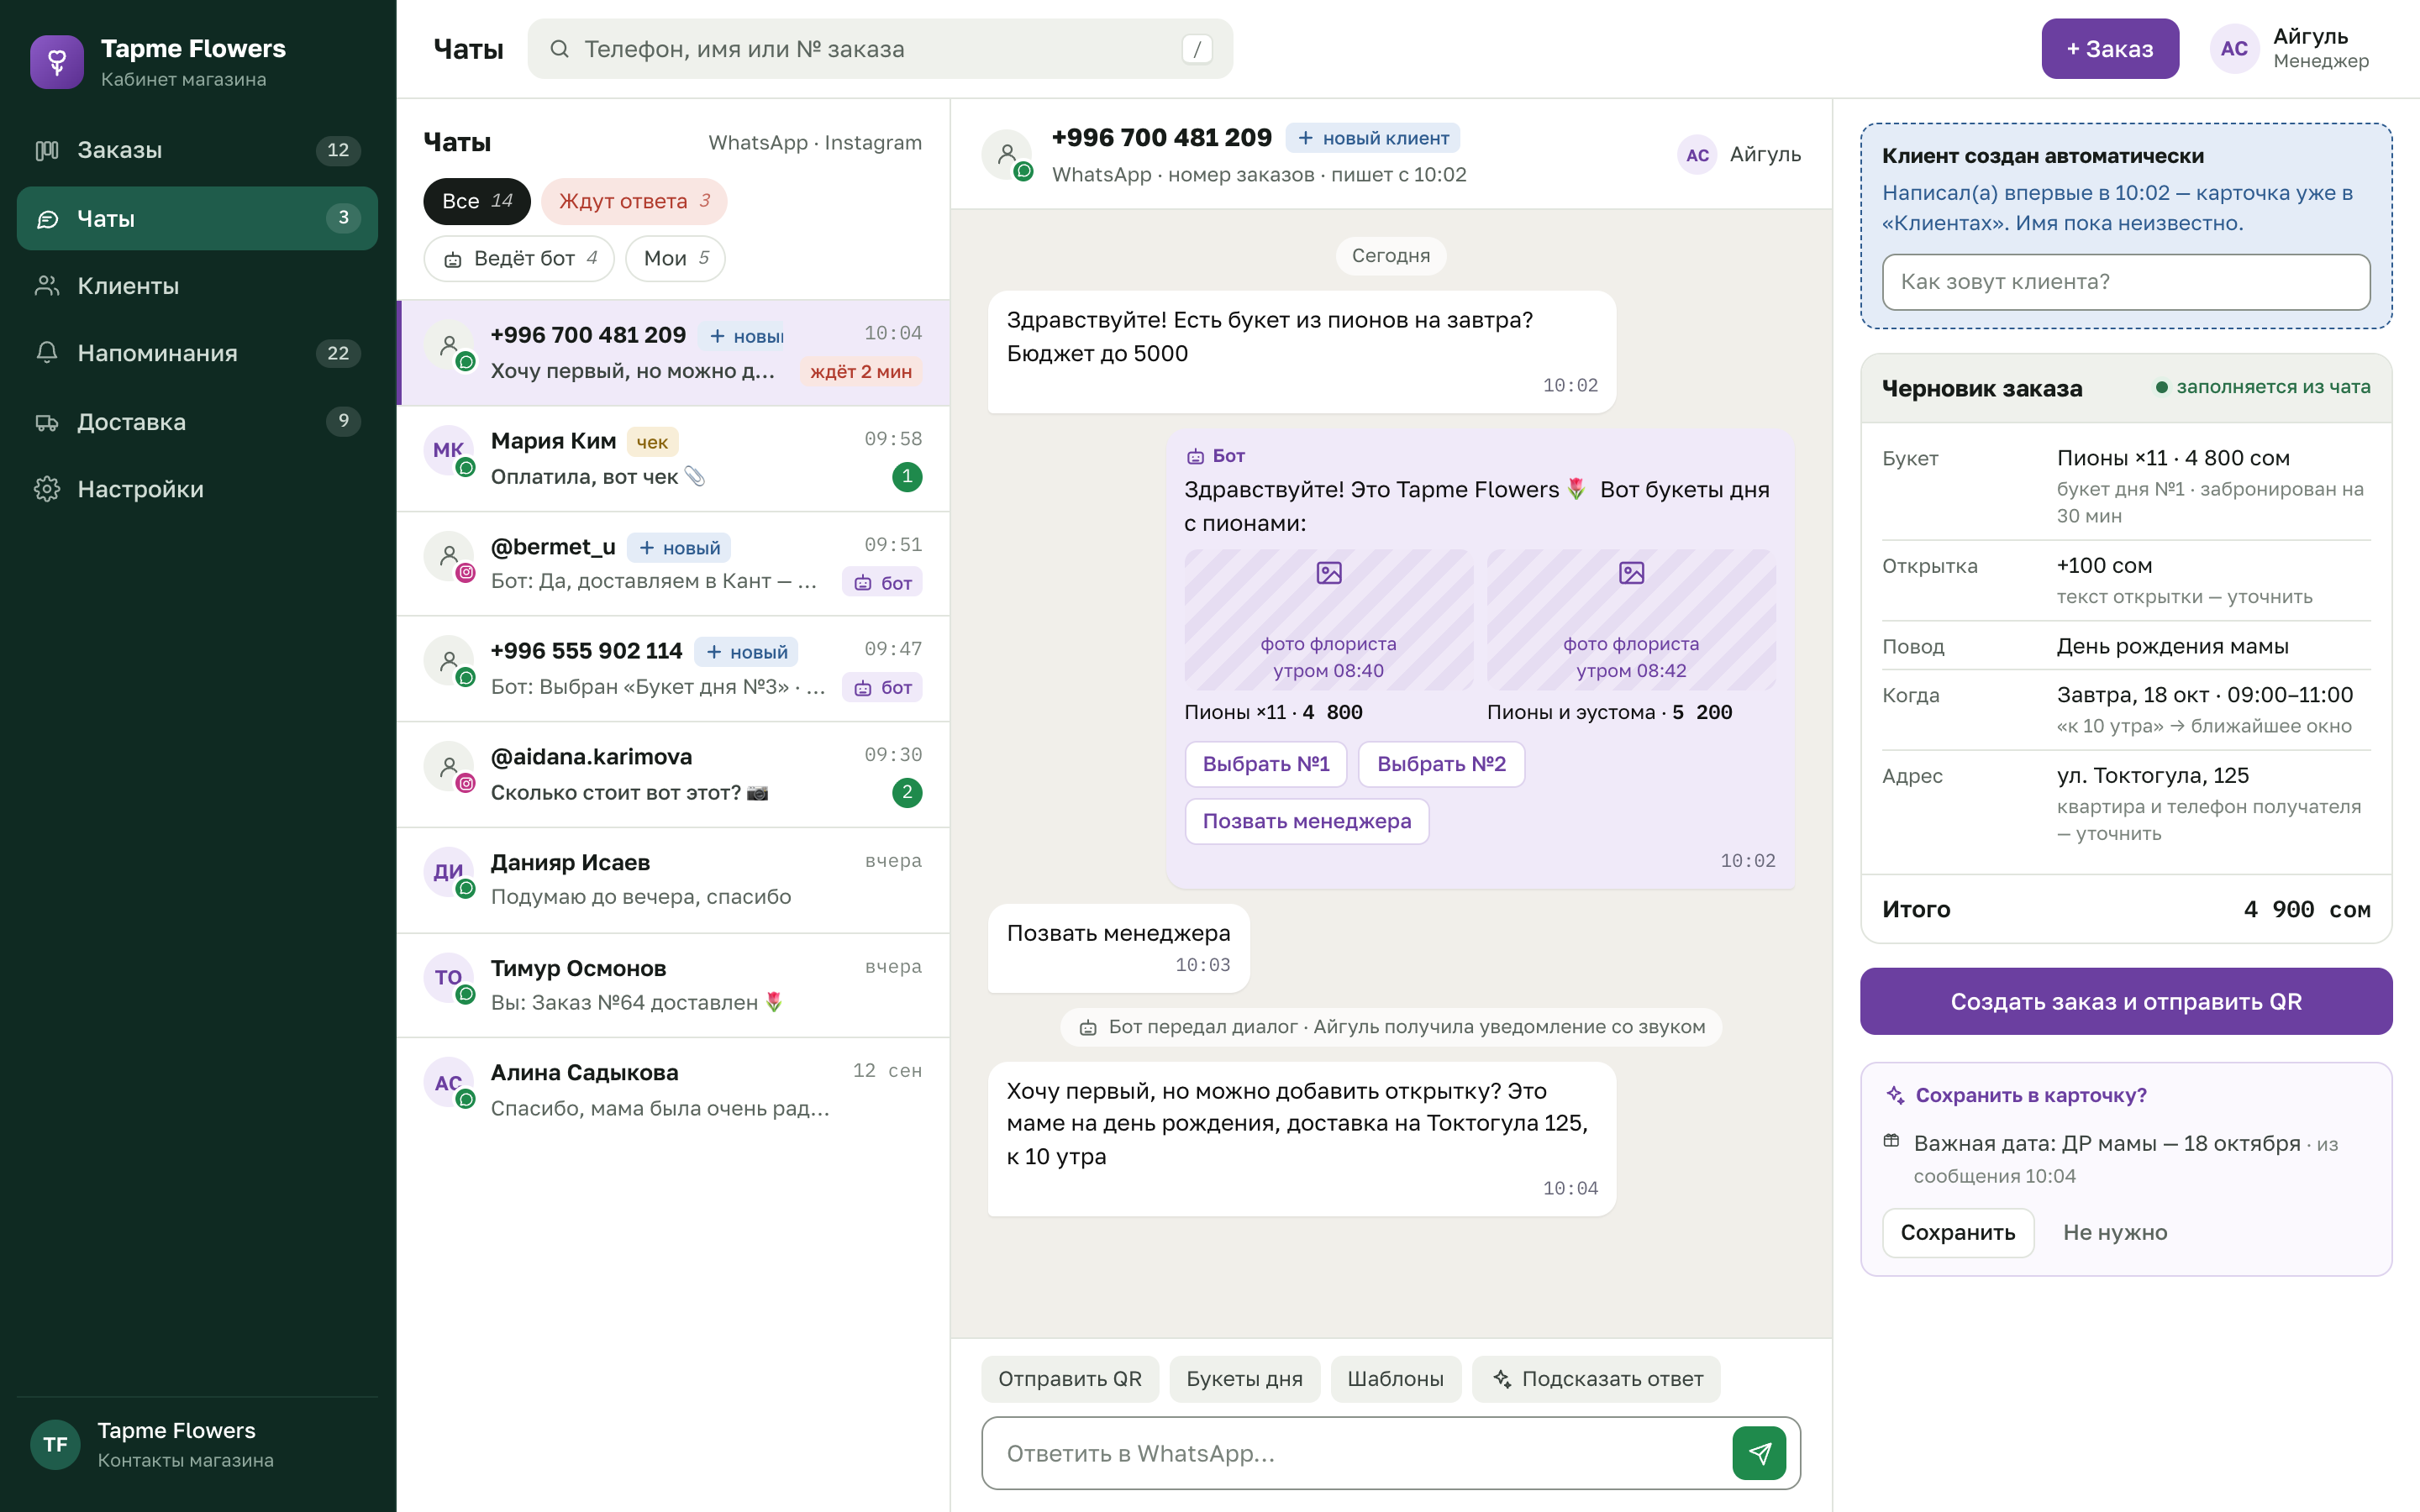 Tapme Flowers
Кабинет магазина
Заказы 12
Чаты 3
Клиенты
Напоминания 22
Доставка 9
Настройки
TF
Tapme Flowers
Контакты магазина
Чаты
Телефон, имя или № заказа /
+ Заказ
АС
Айгуль
Менеджер
Чаты
WhatsApp · Instagram
Все 14
Ждут ответа 3
Ведёт бот 4
Мои 5
+996 700 481 209 + новы 10:04
Хочу первый, но можно д... ждёт 2 мин
МК
Мария Ким чек 09:58
Оплатила, вот чек 📎 1
@bermet_u + новый 09:51
Бот: Да, доставляем в Кант — ... бот
+996 555 902 114 + новый 09:47
Бот: Выбран «Букет дня №3» · ... бот
@aidana.karimova 09:30
Сколько стоит вот этот? 📷 2
ДИ
Данияр Исаев вчера
Подумаю до вечера, спасибо
ТО
Тимур Осмонов вчера
Вы: Заказ №64 доставлен 🌷
АС
Алина Садыкова 12 сен
Спасибо, мама была очень рад...
+996 700 481 209 + новый клиент
WhatsApp · номер заказов · пишет с 10:02
АС Айгуль
Сегодня
Здравствуйте! Есть букет из пионов на завтра?
Бюджет до 5000
10:02
Бот
Здравствуйте! Это Tapme Flowers 🌷 Вот букеты дня
с пионами:
фото флориста
утром 08:40
фото флориста
утром 08:42
Пионы ×11 · 4 800
Пионы и эустома · 5 200
Выбрать №1
Выбрать №2
Позвать менеджера
10:02
Позвать менеджера
10:03
Бот передал диалог · Айгуль получила уведомление со звуком
Хочу первый, но можно добавить открытку? Это
маме на день рождения, доставка на Токтогула 125,
к 10 утра
10:04
Отправить QR
Букеты дня
Шаблоны
Подсказать ответ
Ответить в WhatsApp...
Клиент создан автоматически
Написал(а) впервые в 10:02 — карточка уже в
«Клиентах». Имя пока неизвестно.
Как зовут клиента?
Черновик заказа
заполняется из чата
Букет Пионы ×11 · 4 800 сом
букет дня №1 · забронирован на
30 мин
Открытка +100 сом
текст открытки — уточнить
Повод День рождения мамы
Когда Завтра, 18 окт · 09:00–11:00
«к 10 утра» → ближайшее окно
Адрес ул. Токтогула, 125
квартира и телефон получателя
— уточнить
Итого 4 900 сом
Создать заказ и отправить QR
Сохранить в карточку?
Важная дата: ДР мамы — 18 октября · из
сообщения 10:04
Сохранить
Не нужно